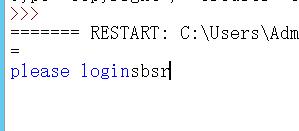 >>>
======= RESTART: C:\Users\Adm
=
please loginsbsr